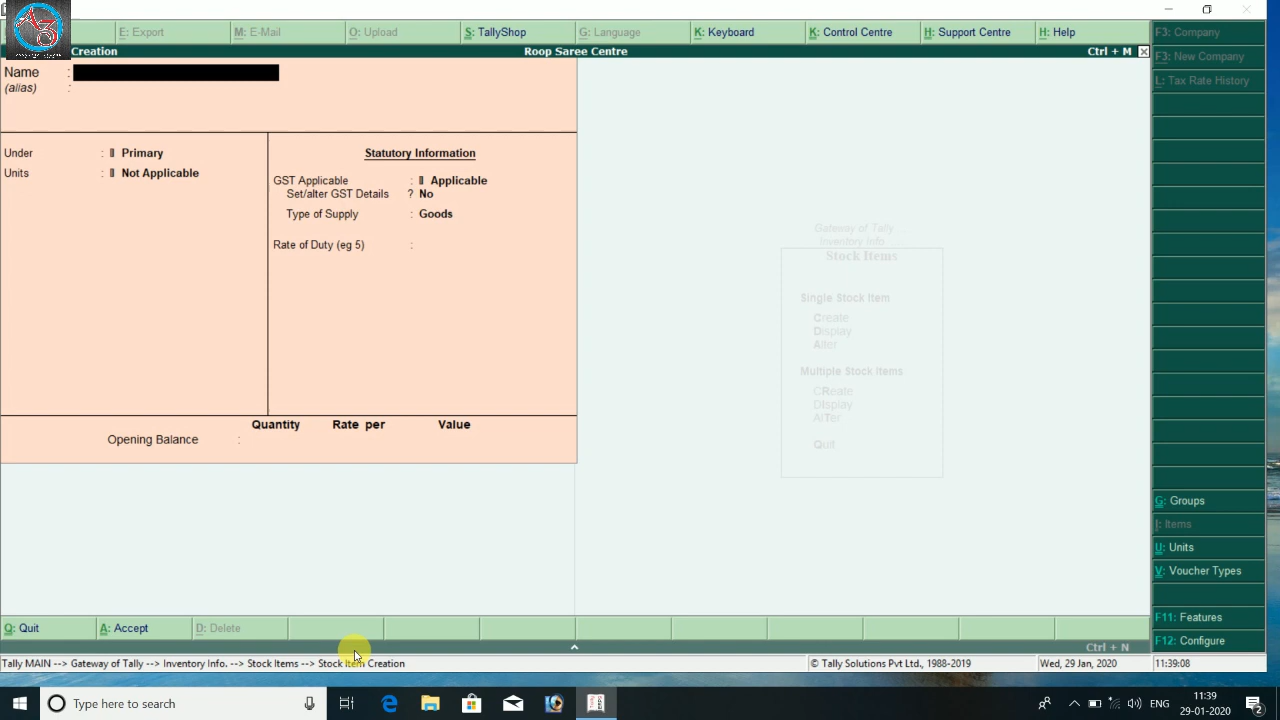 E: Export M: E-Mail O: Upload S: TallyShop G: Language K: Keyboard K: Control Centre H: Support Centre H: Help
Creation Roop Saree Centre Ctrl + M
F3: Company
F3: New Company
L: Tax Rate History
Name :
(alias) :
Under : Primary
Units : Not Applicable
Statutory Information
GST Applicable : Applicable
Set/alter GST Details ? No
Type of Supply : Goods
Rate of Duty (eg 5) :
Quantity Rate per Value
Opening Balance :
Gateway of Tally ...
Inventory Info. ...
Stock Items
Single Stock Item
Create
Display
Alter
Multiple Stock Items
CReate
DIsplay
AlTer
Quit
G: Groups
I: Items
U: Units
V: Voucher Types
F11: Features
F12: Configure
Q: Quit A: Accept D: Delete
Ctrl + N
Tally MAIN --> Gateway of Tally --> Inventory Info. --> Stock Items --> Stock Item Creation © Tally Solutions Pvt Ltd., 1988-2019 Wed, 29 Jan, 2020 11:39:08
Type here to search ENG 11:39
29-01-2020 2